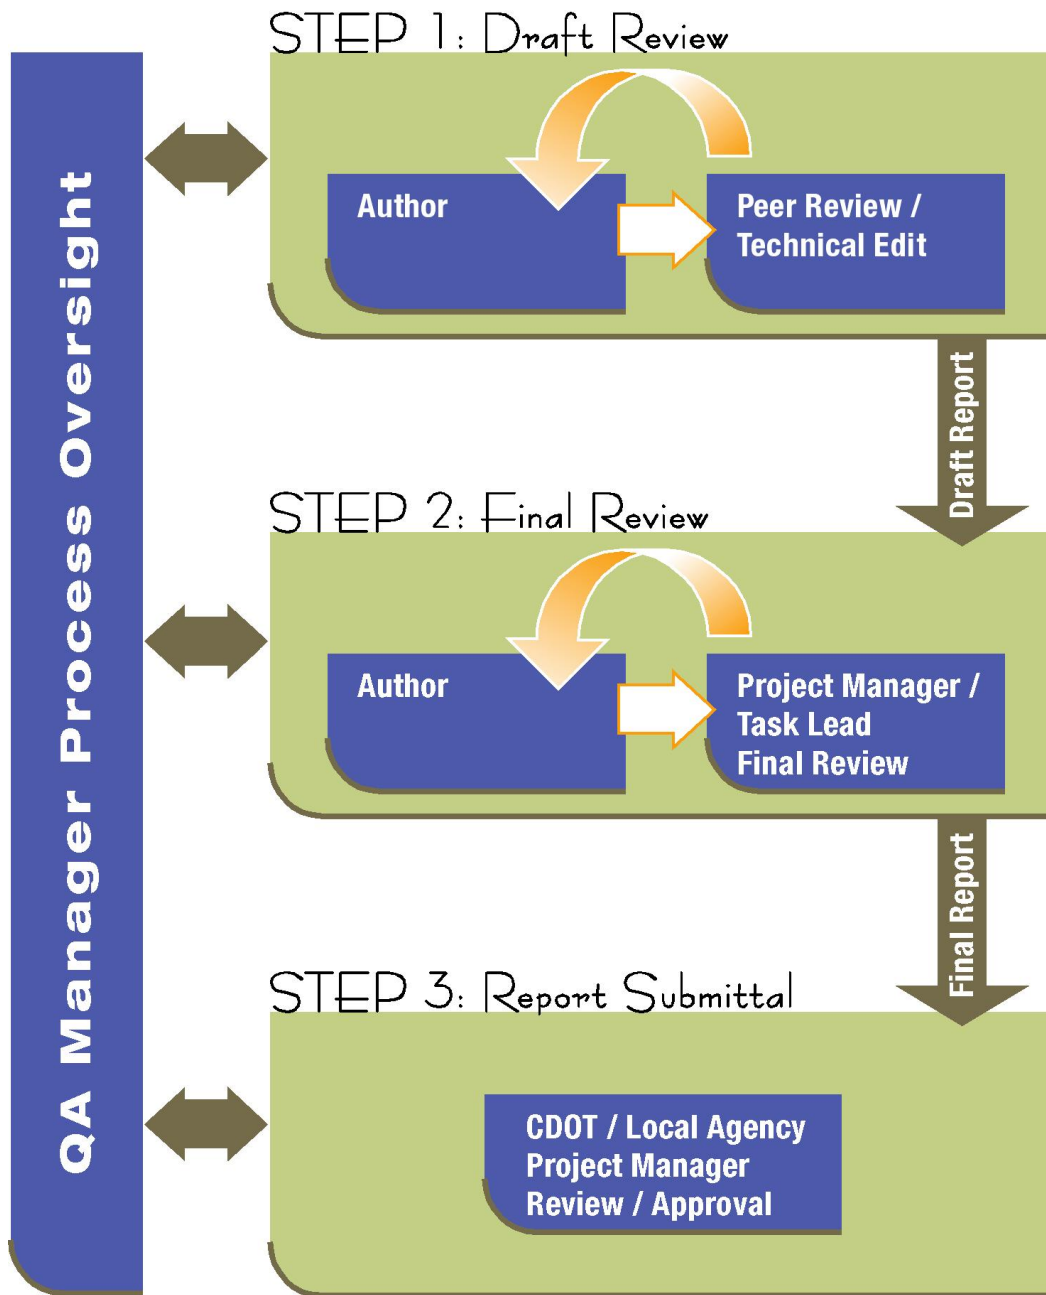 QA Manager Process Oversight
STEP 1: Draft Review
Author
Peer Review /
Technical Edit
Draft Report
STEP 2: Final Review
Author
Project Manager /
Task Lead
Final Review
Final Report
STEP 3: Report Submittal
CDOT / Local Agency
Project Manager
Review / Approval